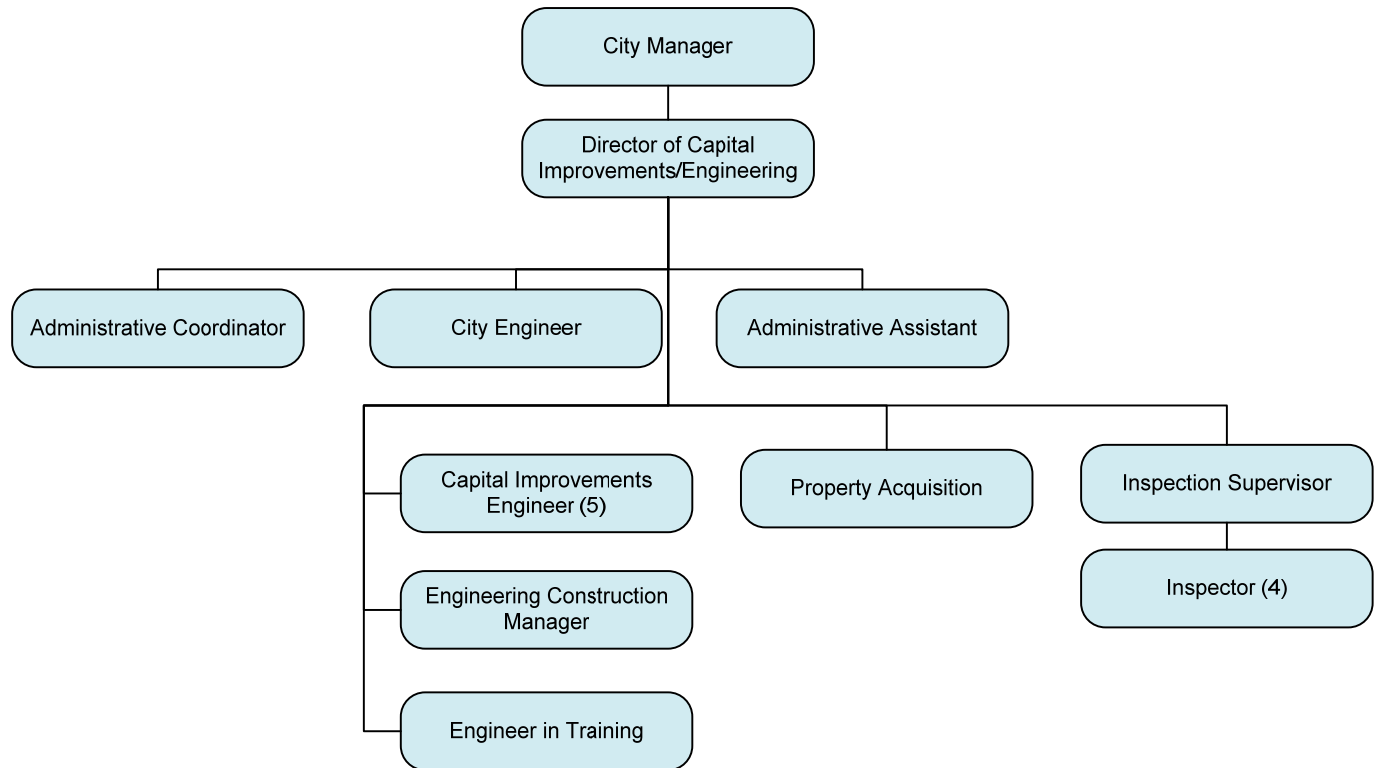 City Manager
Director of Capital
Improvements/Engineering
Administrative Coordinator
City Engineer
Administrative Assistant
Capital Improvements
Engineer (5)
Property Acquisition
Inspection Supervisor
Engineering Construction
Manager
Inspector (4)
Engineer in Training